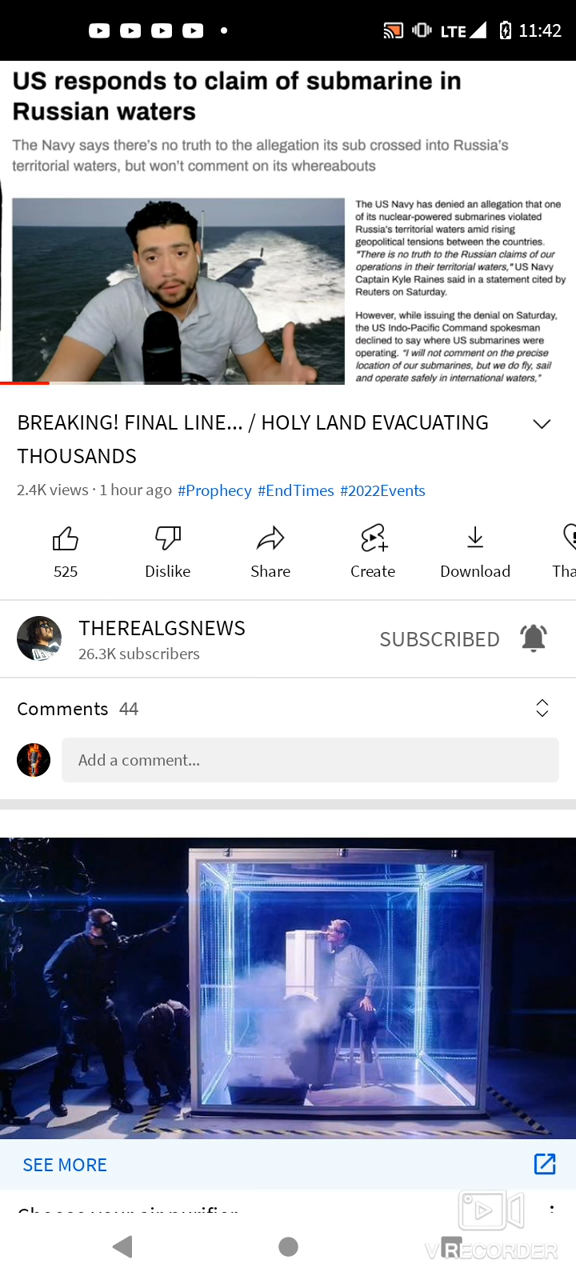 LTE 11:42
US responds to claim of submarine in
Russian waters
The Navy says there's no truth to the allegation its sub crossed into Russia's
territorial waters, but won't comment on its whereabouts
The US Navy has denied an allegation that one
of its nuclear-powered submarines violated
Russia's territorial waters amid rising
geopolitical tensions between the countries.
"There is no truth to the Russian claims of our
operations in their territorial waters," US Navy
Captain Kyle Raines said in a statement cited by
Reuters on Saturday.
However, while issuing the denial on Saturday,
the US Indo-Pacific Command spokesman
declined to say where US submarines were
operating. "I will not comment on the precise
location of our submarines, but we do fly, sail
and operate safely in international waters,"
BREAKING! FINAL LINE... / HOLY LAND EVACUATING
THOUSANDS
2.4K views · 1 hour ago #Prophecy #EndTimes #2022Events
525 Dislike Share Create Download Tha
THEREALGSNEWS
26.3K subscribers
SUBSCRIBED
Comments 44
Add a comment...
SEE MORE
Choose your air purifier
VRECORDER